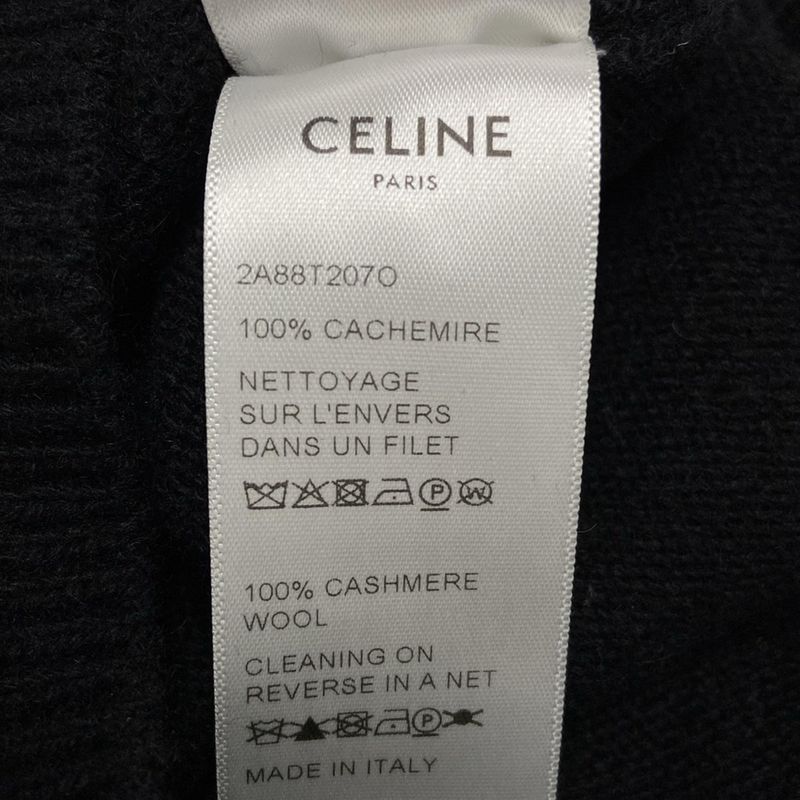 CELINE
PARIS
2A88T207O
100% CACHEMIRE
NETTOYAGE
SUR L'ENVERS
DANS UN FILET
P W
100% CASHMERE
WOOL
CLEANING ON
REVERSE IN A NET
P
MADE IN ITALY